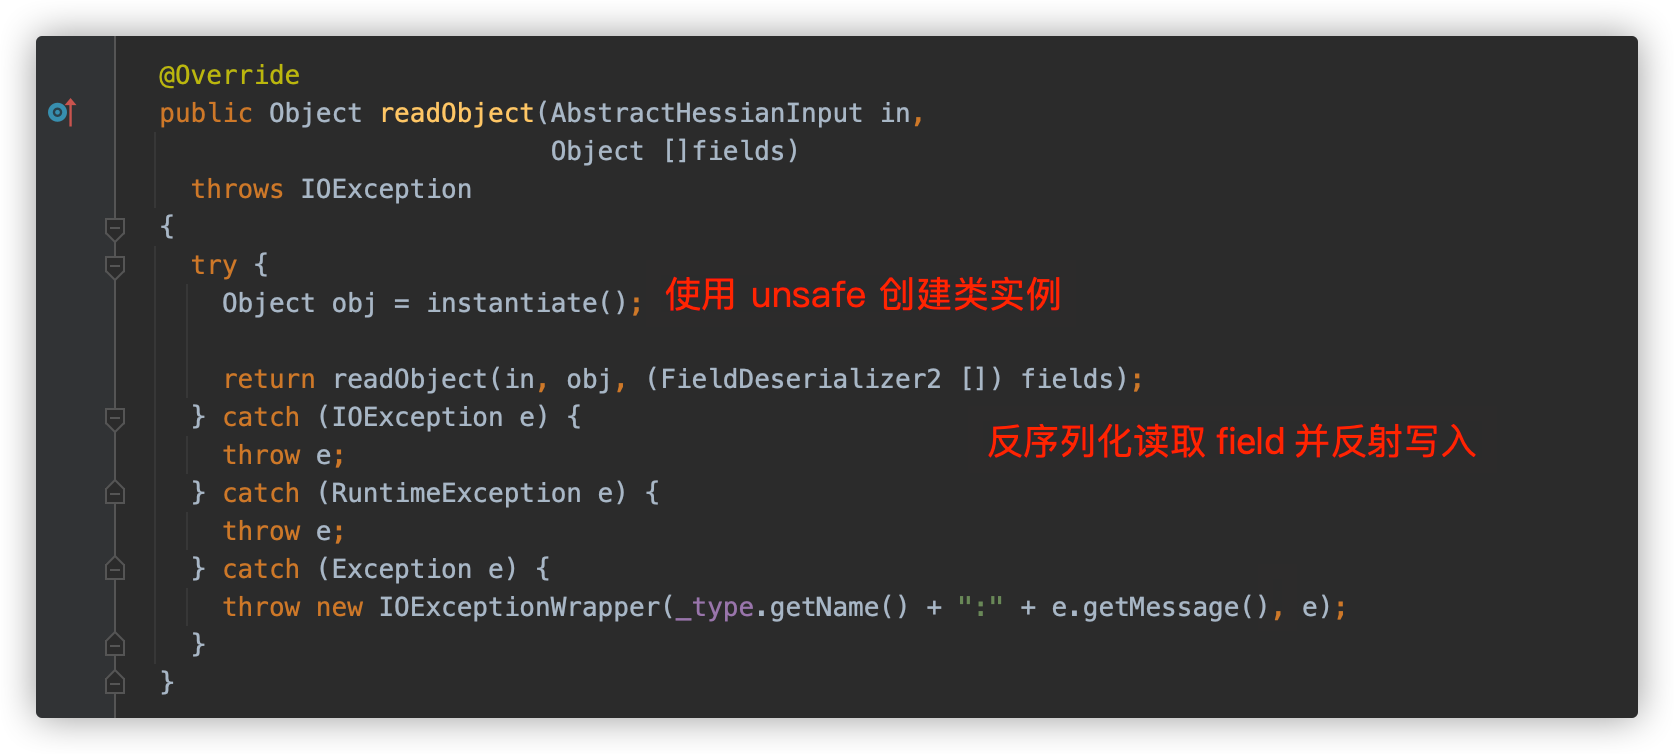 @Override
public Object readObject(AbstractHessianInput in,
Object []fields)
throws IOException
{
try {
Object obj = instantiate(); 使用 unsafe 创建类实例
return readObject(in, obj, (FieldDeserializer2 []) fields);
} catch (IOException e) {
反序列化读取 field 并反射写入
throw e;
} catch (RuntimeException e) {
throw e;
} catch (Exception e) {
throw new IOExceptionWrapper(_type.getName() + ":" + e.getMessage(), e);
}
}